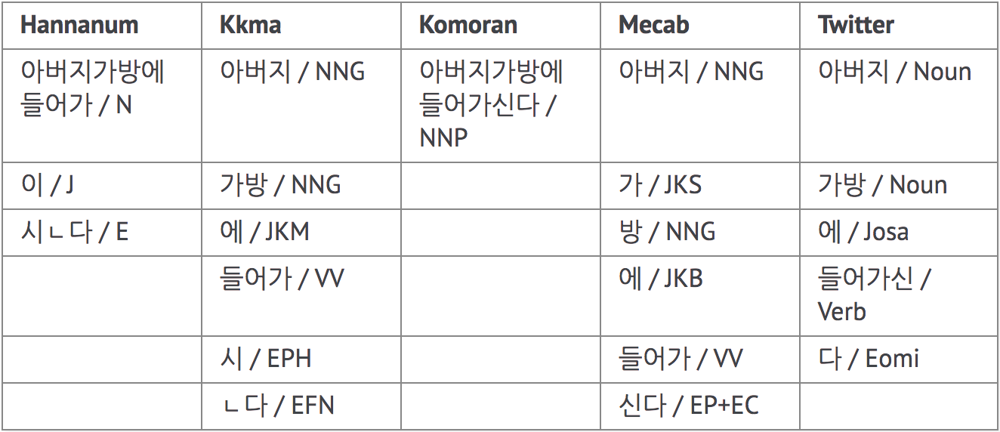 Hannanum Kkma Komoran Mecab Twitter
아버지가방에 아버지 / NNG 아버지가방에 아버지 / NNG 아버지 / Noun
들어가 / N 들어가신다 /
NNP
이 / J 가방 / NNG 가 / JKS 가방 / Noun
시ㄴ다 / E 에 / JKM 방 / NNG 에 / Josa
들어가 / VV 에 / JKB 들어가신 /
Verb
시 / EPH 들어가 / VV 다 / Eomi
ㄴ다 / EFN 신다 / EP+EC